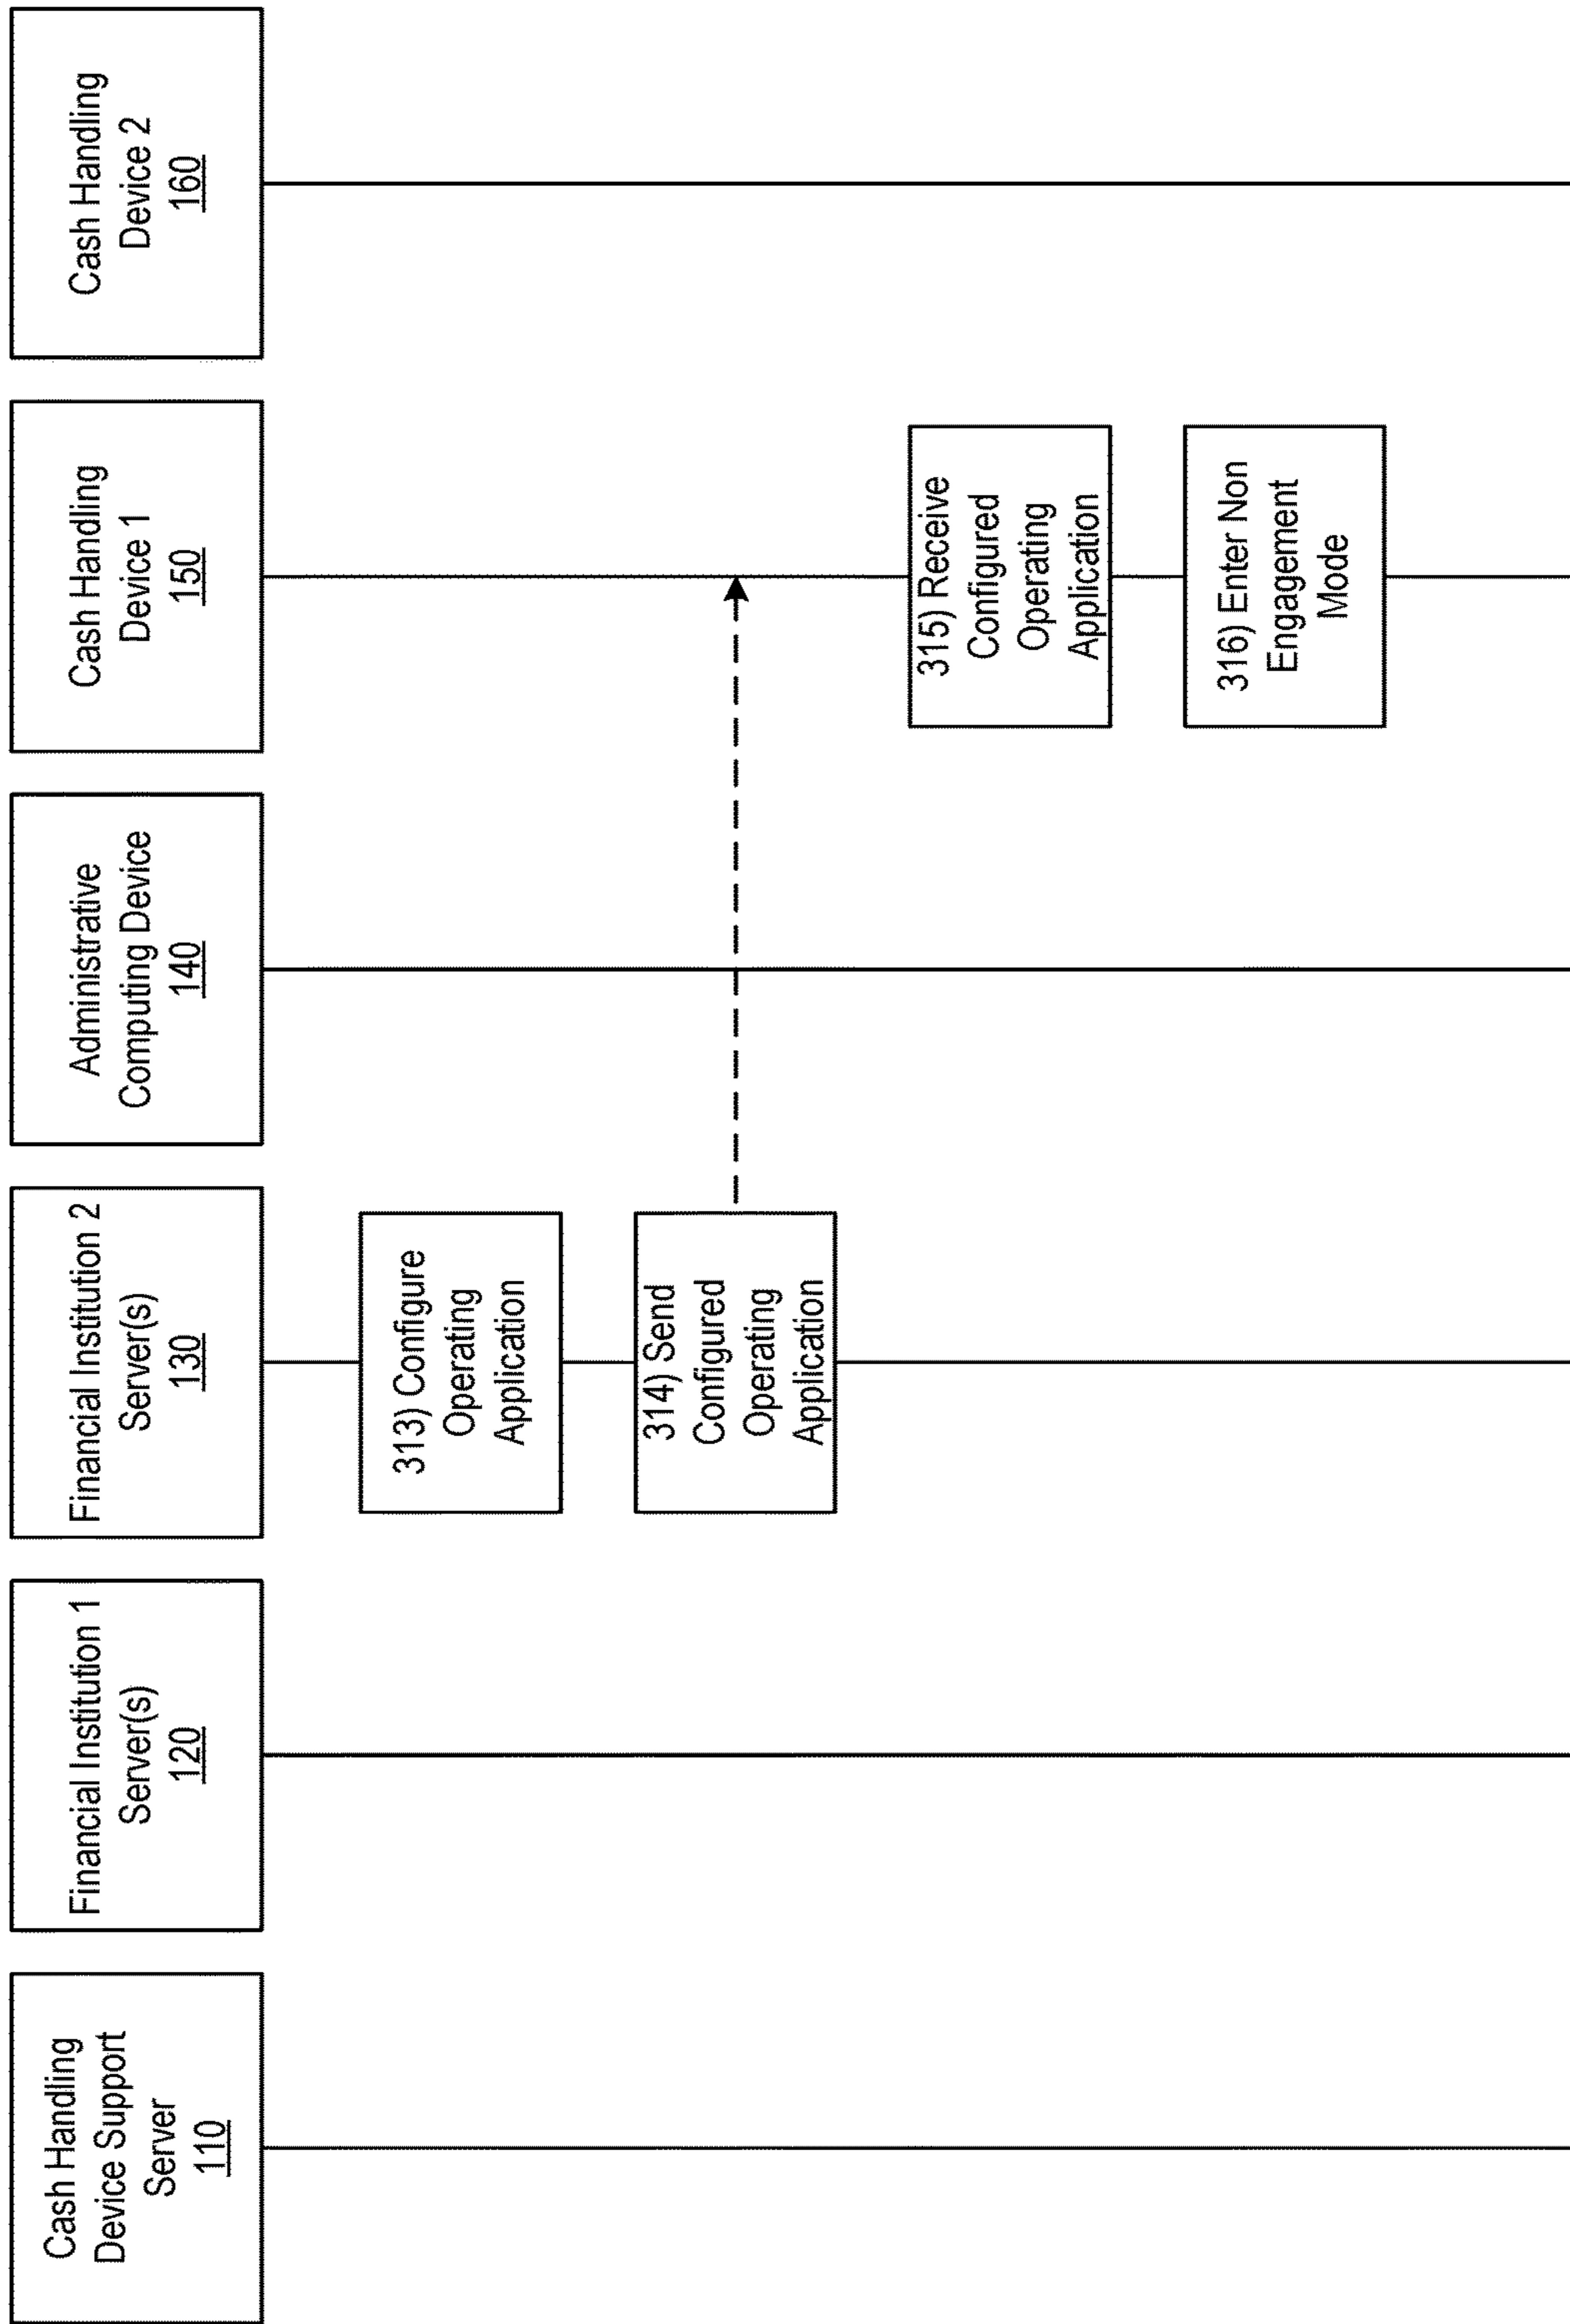 Cash Handling
Device Support
Server
110
Financial Institution 1
Server(s)
120
Financial Institution 2
Server(s)
130
Administrative
Computing Device
140
Cash Handling
Device 1
150
Cash Handling
Device 2
160
313) Configure
Operating
Application
314) Send
Configured
Operating
Application
315) Receive
Configured
Operating
Application
316) Enter Non
Engagement
Mode